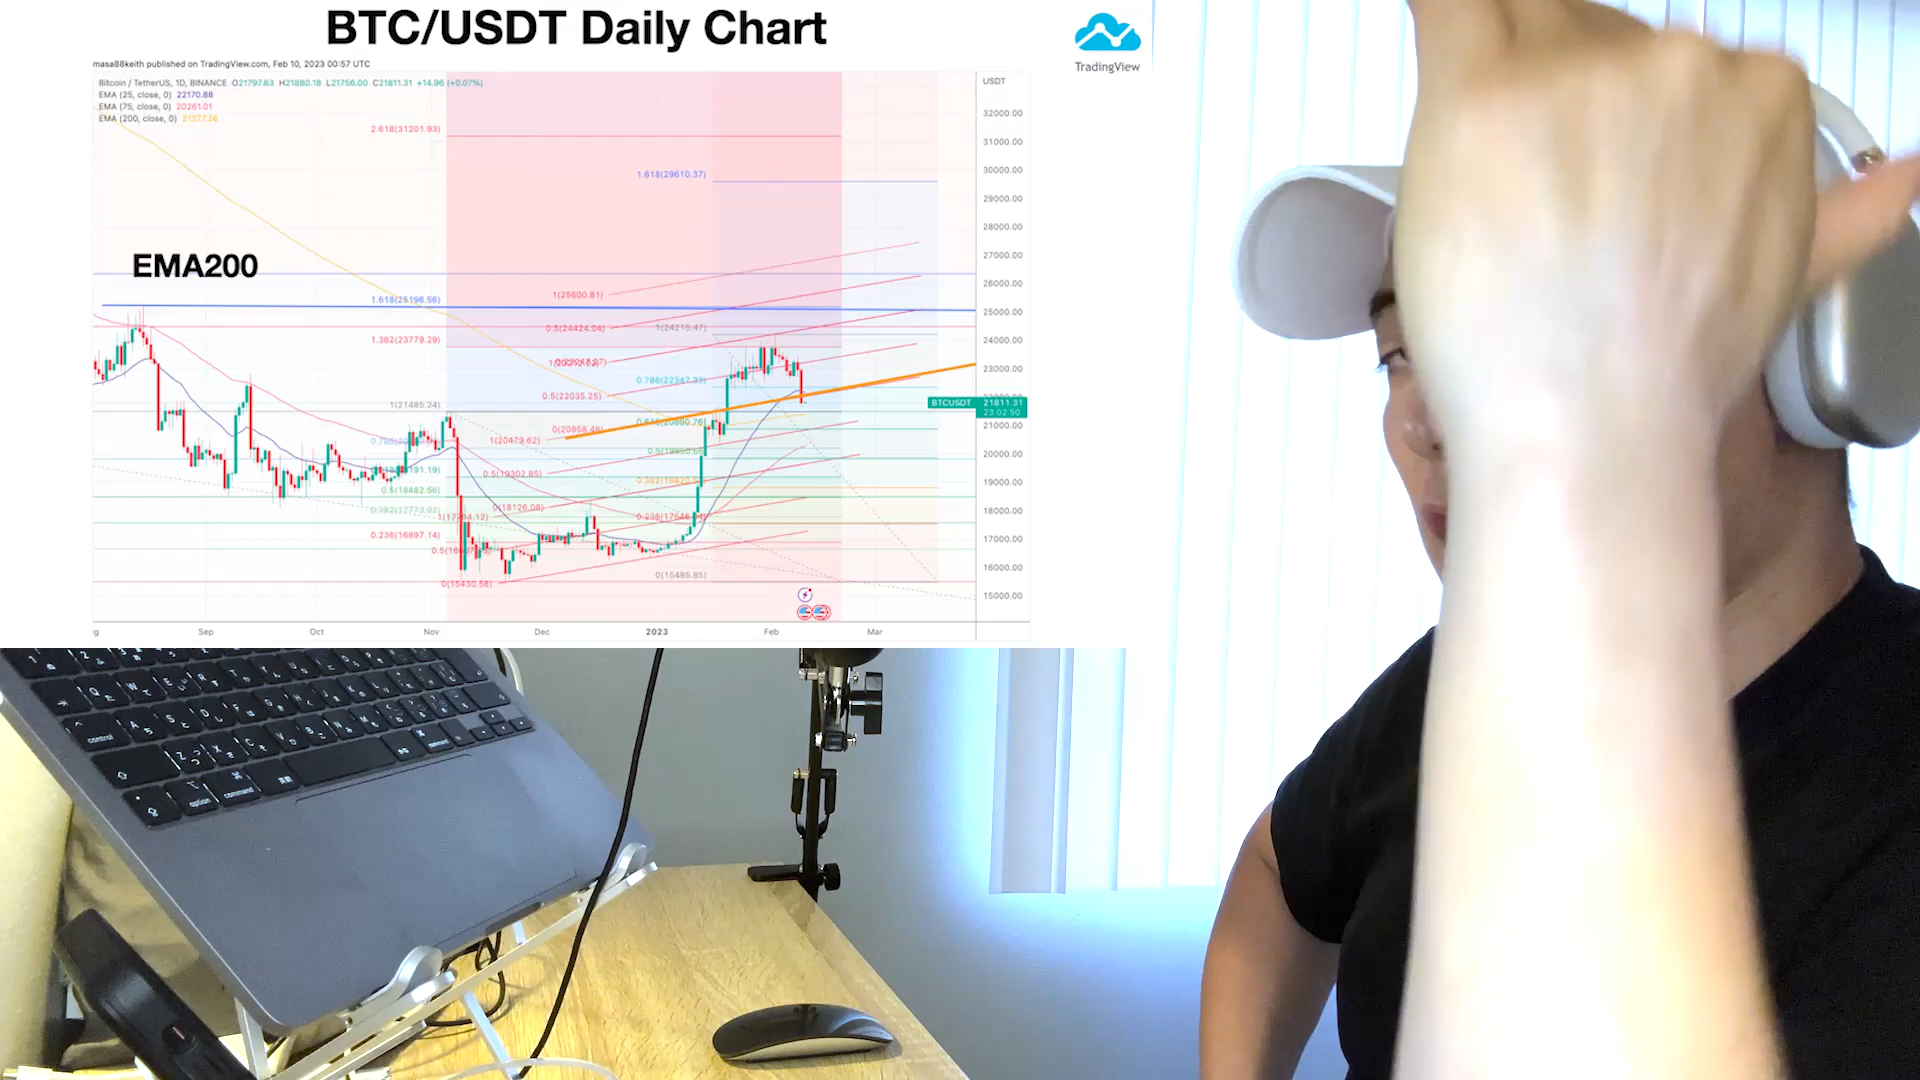 BTC/USDT Daily Chart
TradingView
masa88keith published on TradingView.com, Feb 10, 2023 00:57 UTC
Bitcoin / TetherUS, 1D, BINANCE O21797.83 H21880.18 L21756.00 C21811.31 +14.96 (+0.07%)
EMA (25, close, 0) 22170.88
EMA (75, close, 0) 20261.01
EMA (200, close, 0) 21377.26
USDT
32000.00
31000.00
30000.00
29000.00
28000.00
27000.00
26000.00
25000.00
24000.00
23000.00
21000.00
20000.00
19000.00
18000.00
17000.00
16000.00
15000.00
BTCUSDT 21811.31
23:02:50
2.618(31201.93)
1.618(29610.37)
EMA200
1.618(25196.56)
1(25600.81)
0.5(24424.04)
1(24215.47)
1.382(23779.29)
0.786(22347.33)
0.5(22035.25)
1(21485.24)
0(20858.48)
1(20479.62)
0.5(19302.85)
0.5(18482.56)
0(18126.08)
0.382(17773.92)
0.236(16897.14)
0(15485.85)
0(15430.58)
Sep Oct Nov Dec 2023 Feb Mar
control
option
command
command